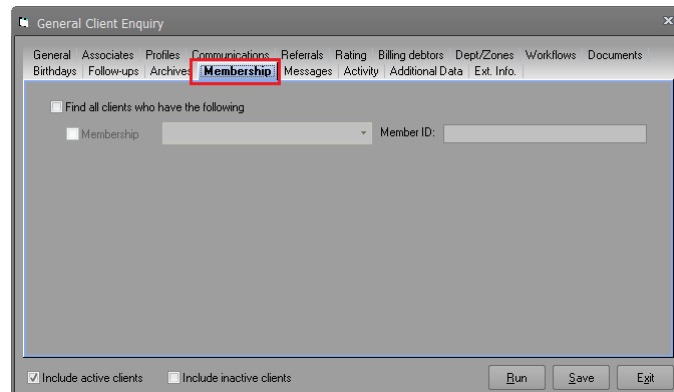 General Client Enquiry
General Associates Profiles Communications Referrals Rating Billing debtors Dept/Zones Workflows Documents
Birthdays Follow-ups Archives Membership Messages Activity Additional Data Ext. Info.
Find all clients who have the following
Membership Member ID:
Include active clients Include inactive clients Run Save Exit